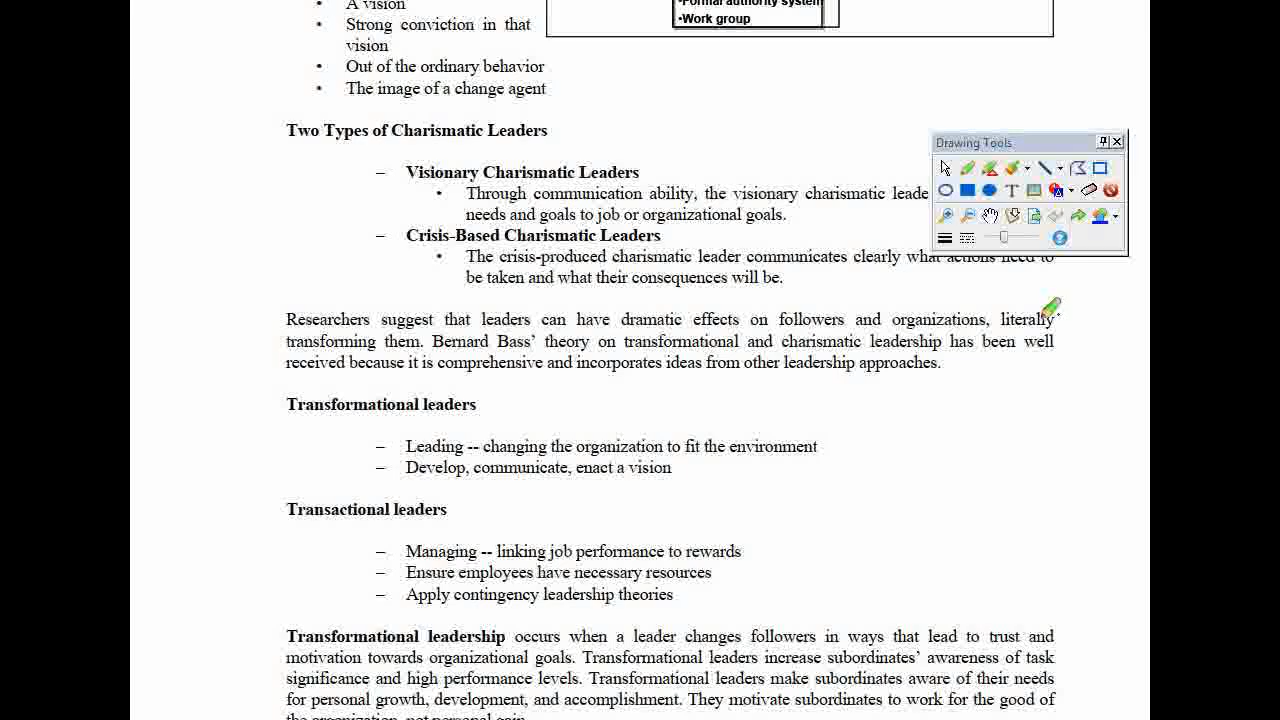 A vision
•Formal authority system
Strong conviction in that
•Work group
vision
• Out of the ordinary behavior
• The image of a change agent
Two Types of Charismatic Leaders
Drawing Tools
– Visionary Charismatic Leaders
• Through communication ability, the visionary charismatic leade
needs and goals to job or organizational goals.
– Crisis-Based Charismatic Leaders
• The crisis-produced charismatic leader communicates clearly what actions need to
be taken and what their consequences will be.
Researchers suggest that leaders can have dramatic effects on followers and organizations, literally
transforming them. Bernard Bass’ theory on transformational and charismatic leadership has been well
received because it is comprehensive and incorporates ideas from other leadership approaches.
Transformational leaders
– Leading -- changing the organization to fit the environment
– Develop, communicate, enact a vision
Transactional leaders
– Managing -- linking job performance to rewards
– Ensure employees have necessary resources
– Apply contingency leadership theories
Transformational leadership occurs when a leader changes followers in ways that lead to trust and
motivation towards organizational goals. Transformational leaders increase subordinates’ awareness of task
significance and high performance levels. Transformational leaders make subordinates aware of their needs
for personal growth, development, and accomplishment. They motivate subordinates to work for the good of
the organization, not personal gain